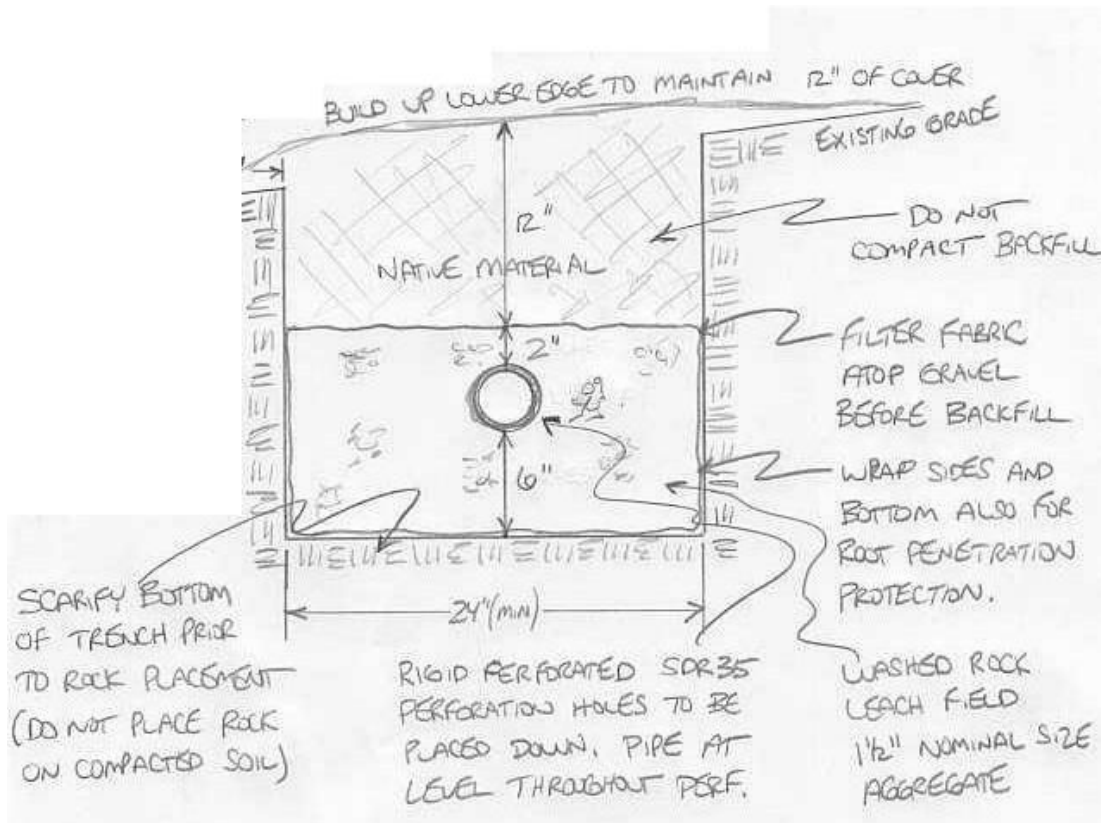 BUILD UP LOWER EDGE TO MAINTAIN 12" OF COVER
EXISTING GRADE
12"
DO NOT
COMPACT BACKFILL
NATIVE MATERIAL
2"
FILTER FABRIC
ATOP GRAVEL
BEFORE BACKFILL
6"
WRAP SIDES AND
BOTTOM ALSO FOR
ROOT PENETRATION
PROTECTION.
SCARIFY BOTTOM
OF TRENCH PRIOR
TO ROCK PLACEMENT
(DO NOT PLACE ROCK
ON COMPACTED SOIL)
24"(MIN)
RIGID PERFORATED SDR35
PERFORATION HOLES TO BE
PLACED DOWN. PIPE AT
LEVEL THROUGHOUT PERF.
WASHED ROCK
LEACH FIELD
1 1/2" NOMINAL SIZE
AGGREGATE